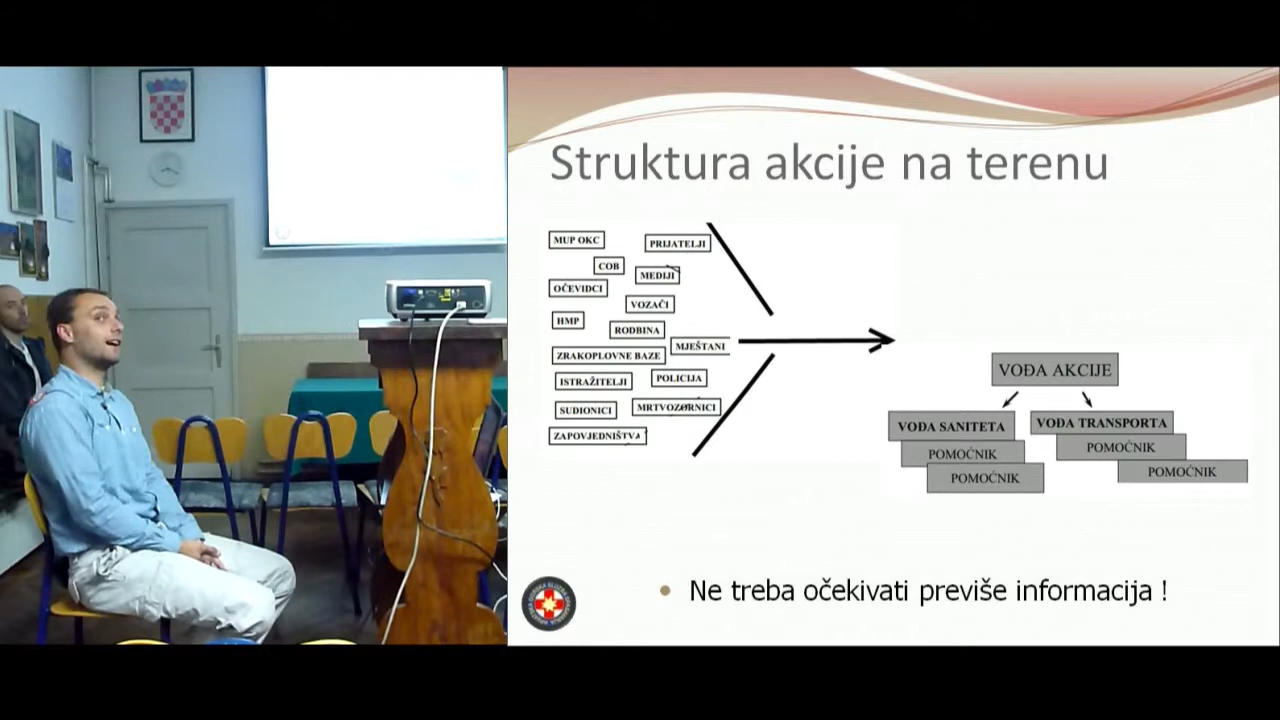 Struktura akcije na terenu
MUP OKC
PRIJATELJI
COB
MEDIJI
OČEVIDCI
VOZAČI
HMP
RODBINA
MJEŠTANI
ZRAKOPLOVNE BAZE
ISTRAŽITELJI
POLICIJA
SUDIONICI
MRTVOZORNICI
ZAPOVJEDNIŠTVA
VOĐA AKCIJE
VOĐA SANITETA
VOĐA TRANSPORTA
POMOĆNIK
POMOĆNIK
POMOĆNIK
POMOĆNIK
Ne treba očekivati previše informacija !